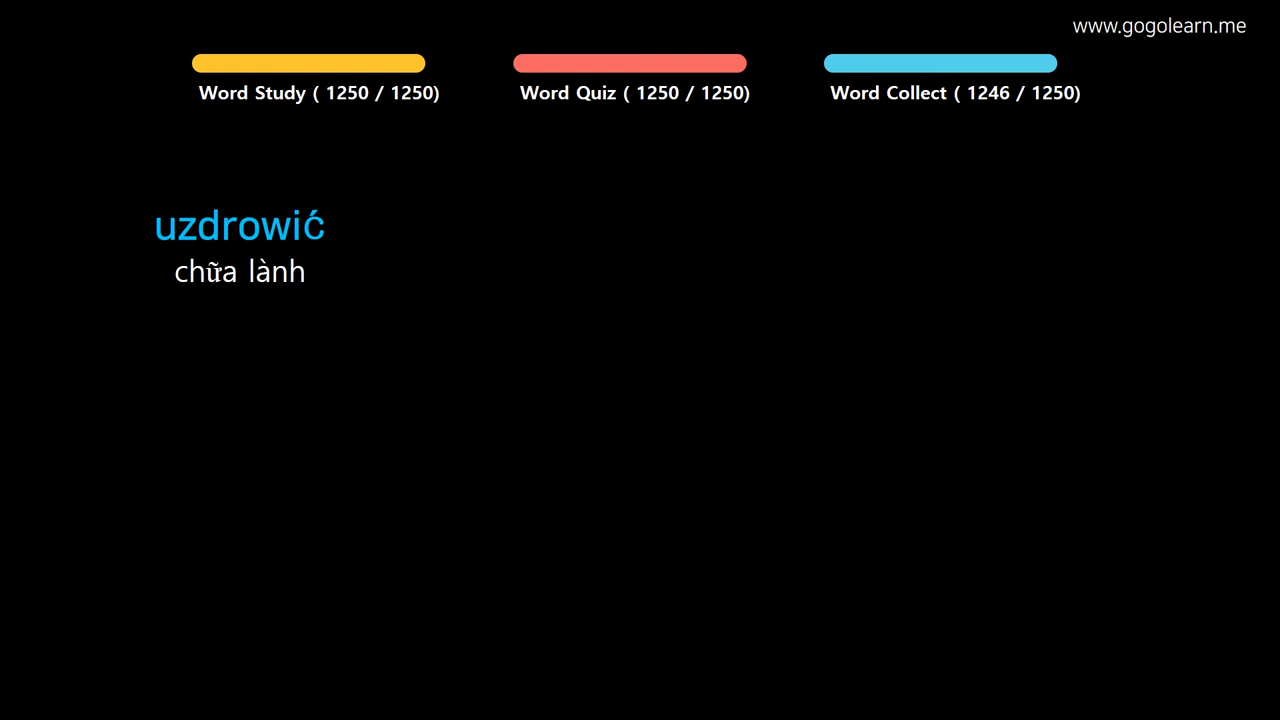 www.gogolearn.me
Word Study ( 1250 / 1250)
Word Quiz ( 1250 / 1250)
Word Collect ( 1246 / 1250)
uzdrowić
chữa lành